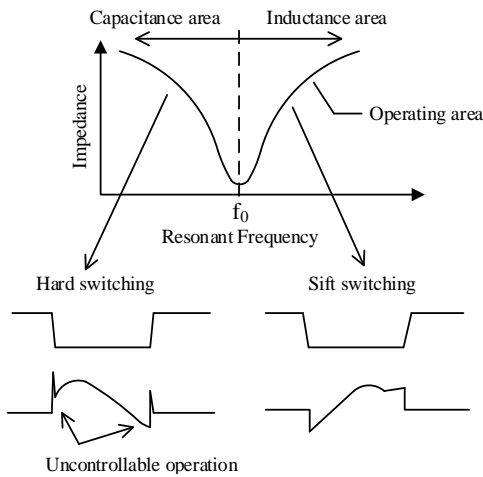 Capacitance area
Inductance area
Impedance
Operating area
f₀
Resonant Frequency
Hard switching
Sift switching
Uncontrollable operation